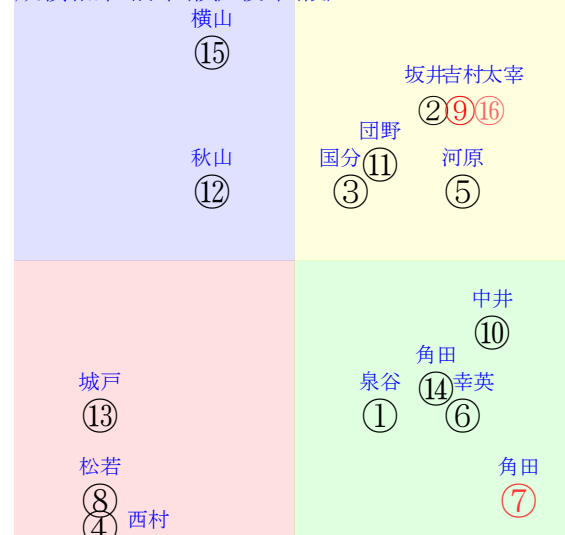 横山
⑮
坂井吉村太宰
②⑨⑯
団野
国分⑪ 河原
③ ⑤
秋山
⑫
中井
⑩
角田
泉谷⑭幸英
① ⑥
城戸
⑬
松若
⑧
④西村
角田
⑦